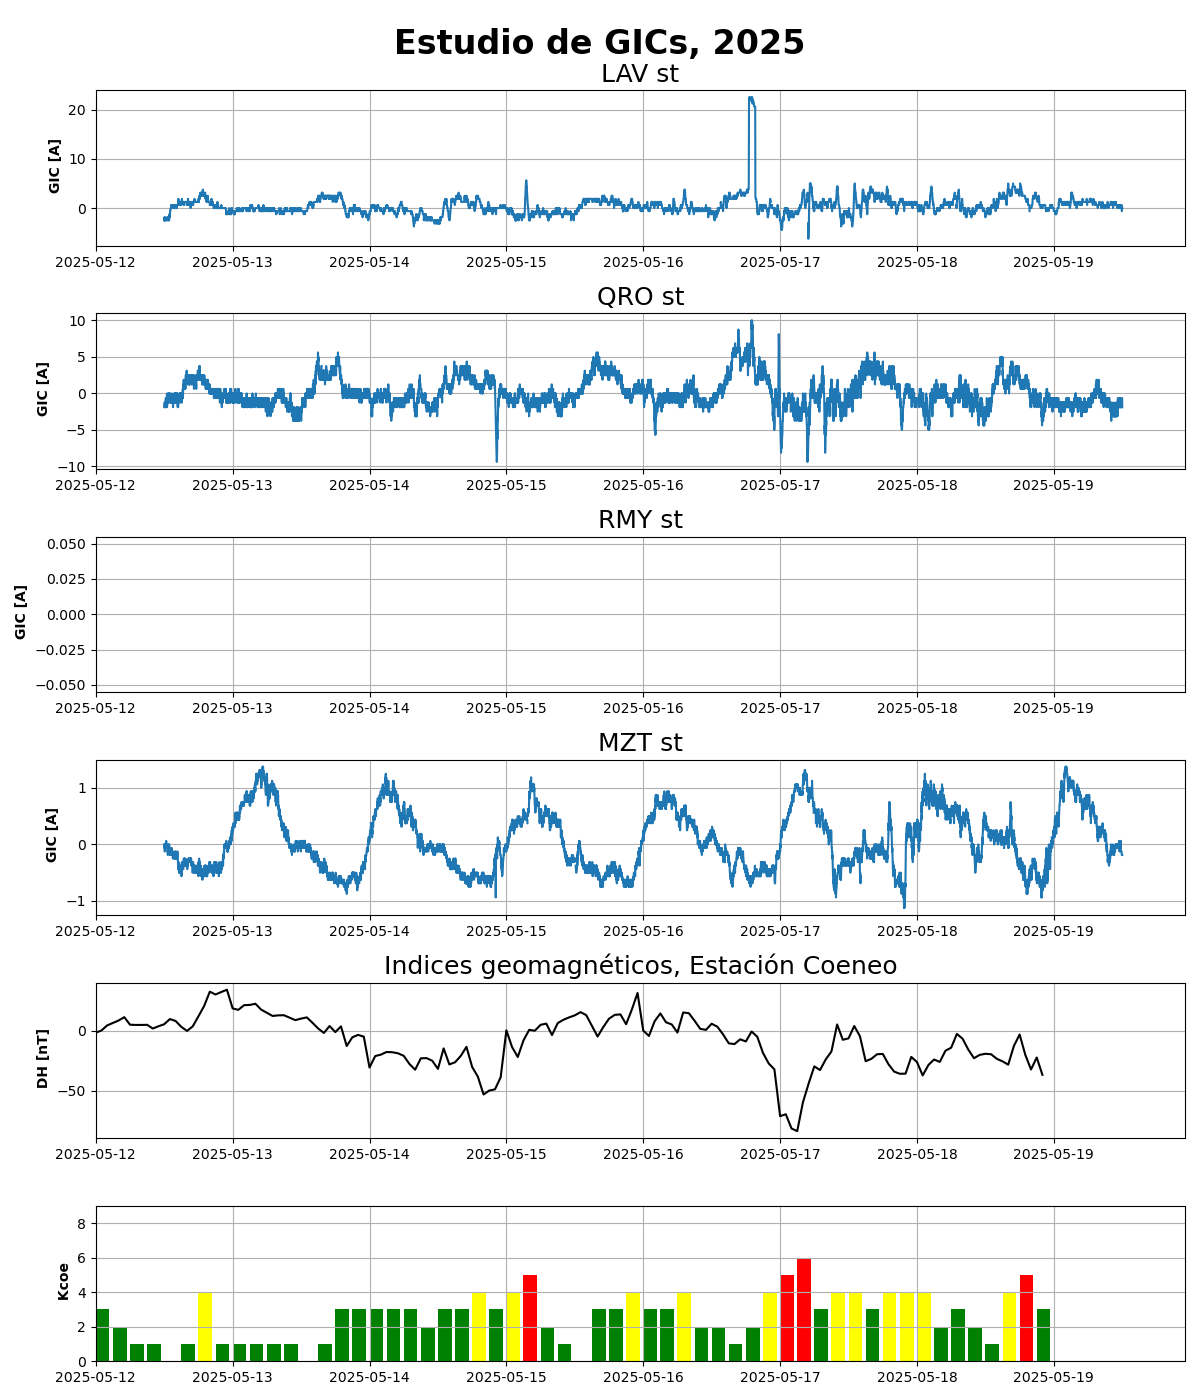 Estudio de GICs, 2025
LAV st
GIC [A]
20
10
0
2025-05-12 2025-05-13 2025-05-14 2025-05-15 2025-05-16 2025-05-17 2025-05-18 2025-05-19
QRO st
GIC [A]
10
5
0
−5
−10
2025-05-12 2025-05-13 2025-05-14 2025-05-15 2025-05-16 2025-05-17 2025-05-18 2025-05-19
RMY st
GIC [A]
0.050
0.025
0.000
−0.025
−0.050
2025-05-12 2025-05-13 2025-05-14 2025-05-15 2025-05-16 2025-05-17 2025-05-18 2025-05-19
MZT st
GIC [A]
1
0
−1
2025-05-12 2025-05-13 2025-05-14 2025-05-15 2025-05-16 2025-05-17 2025-05-18 2025-05-19
Indices geomagnéticos, Estación Coeneo
DH [nT]
0
−50
2025-05-12 2025-05-13 2025-05-14 2025-05-15 2025-05-16 2025-05-17 2025-05-18 2025-05-19
Kcoe
8
6
4
2
0
2025-05-12 2025-05-13 2025-05-14 2025-05-15 2025-05-16 2025-05-17 2025-05-18 2025-05-19